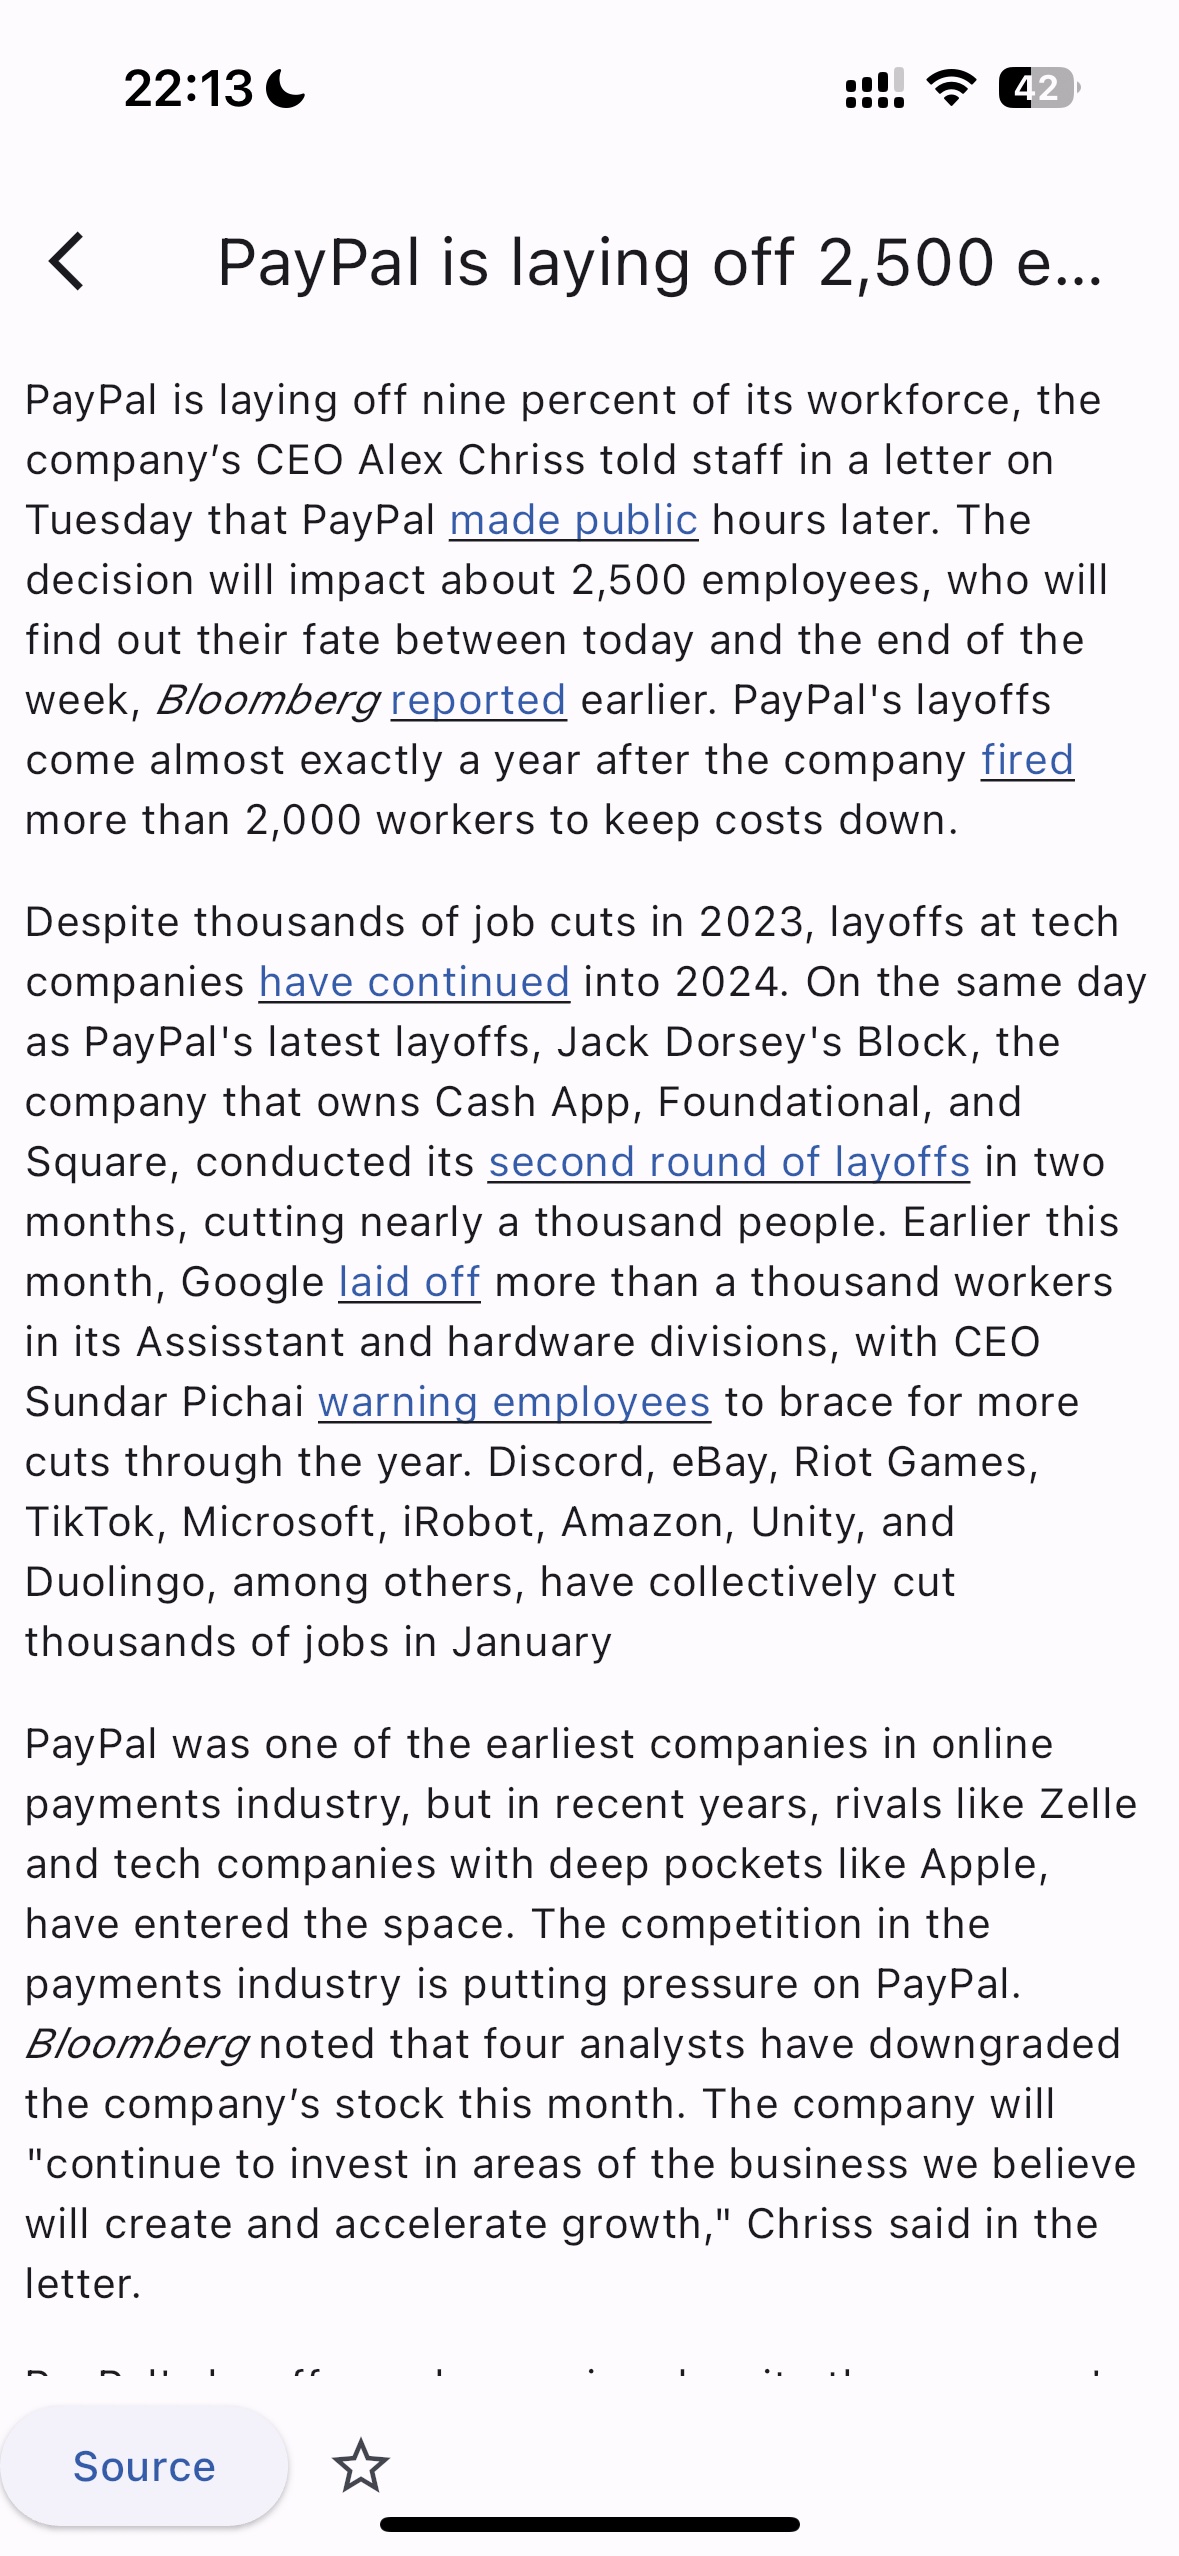 22:13
42
PayPal is laying off 2,500 e...
PayPal is laying off nine percent of its workforce, the
company’s CEO Alex Chriss told staff in a letter on
Tuesday that PayPal made public hours later. The
decision will impact about 2,500 employees, who will
find out their fate between today and the end of the
week, Bloomberg reported earlier. PayPal's layoffs
come almost exactly a year after the company fired
more than 2,000 workers to keep costs down.
Despite thousands of job cuts in 2023, layoffs at tech
companies have continued into 2024. On the same day
as PayPal's latest layoffs, Jack Dorsey's Block, the
company that owns Cash App, Foundational, and
Square, conducted its second round of layoffs in two
months, cutting nearly a thousand people. Earlier this
month, Google laid off more than a thousand workers
in its Assisstant and hardware divisions, with CEO
Sundar Pichai warning employees to brace for more
cuts through the year. Discord, eBay, Riot Games,
TikTok, Microsoft, iRobot, Amazon, Unity, and
Duolingo, among others, have collectively cut
thousands of jobs in January
PayPal was one of the earliest companies in online
payments industry, but in recent years, rivals like Zelle
and tech companies with deep pockets like Apple,
have entered the space. The competition in the
payments industry is putting pressure on PayPal.
Bloomberg noted that four analysts have downgraded
the company’s stock this month. The company will
"continue to invest in areas of the business we believe
will create and accelerate growth," Chriss said in the
letter.
Source